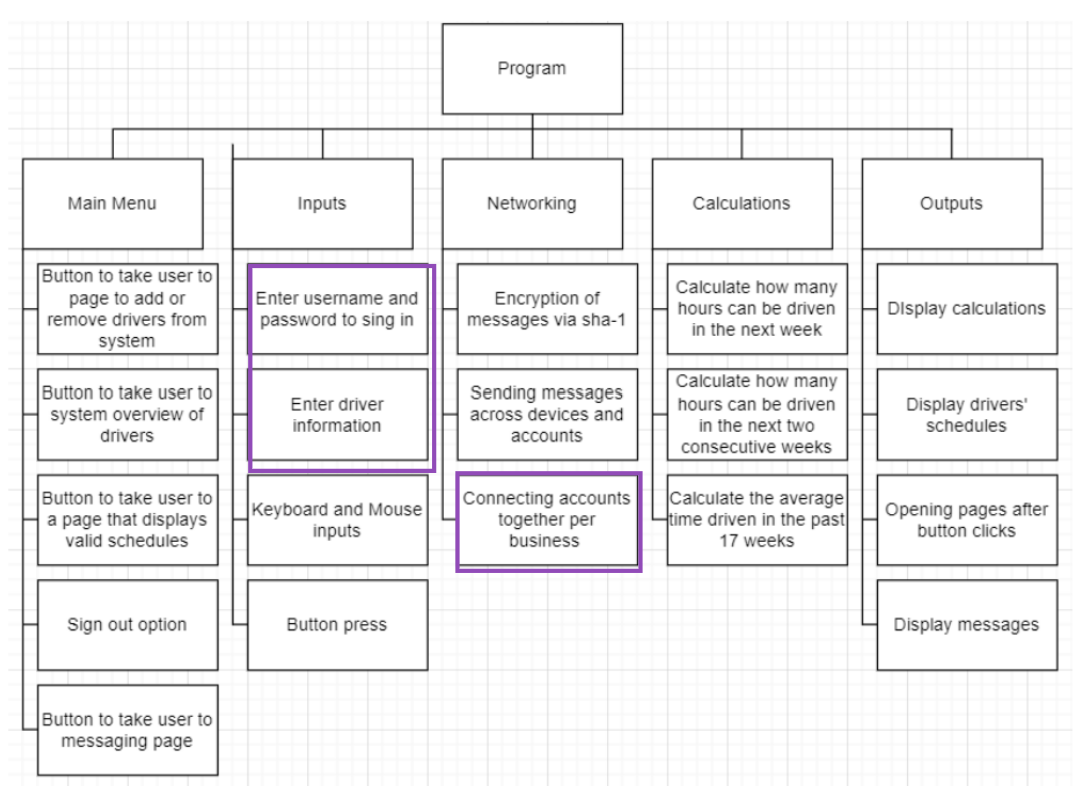 Program
Main Menu
Inputs
Networking
Calculations
Outputs
Button to take user to
page to add or
remove drivers from
system
Button to take user to
system overview of
drivers
Button to take user to
a page that displays
valid schedules
Sign out option
Button to take user to
messaging page
Enter username and
password to sing in
Enter driver
information
Keyboard and Mouse
inputs
Button press
Encryption of
messages via sha-1
Sending messages
across devices and
accounts
Connecting accounts
together per
business
Calculate how many
hours can be driven
in the next week
Calculate how many
hours can be driven
in the next two
consecutive weeks
Calculate the average
time driven in the past
17 weeks
DIsplay calculations
Display drivers'
schedules
Opening pages after
button clicks
Display messages